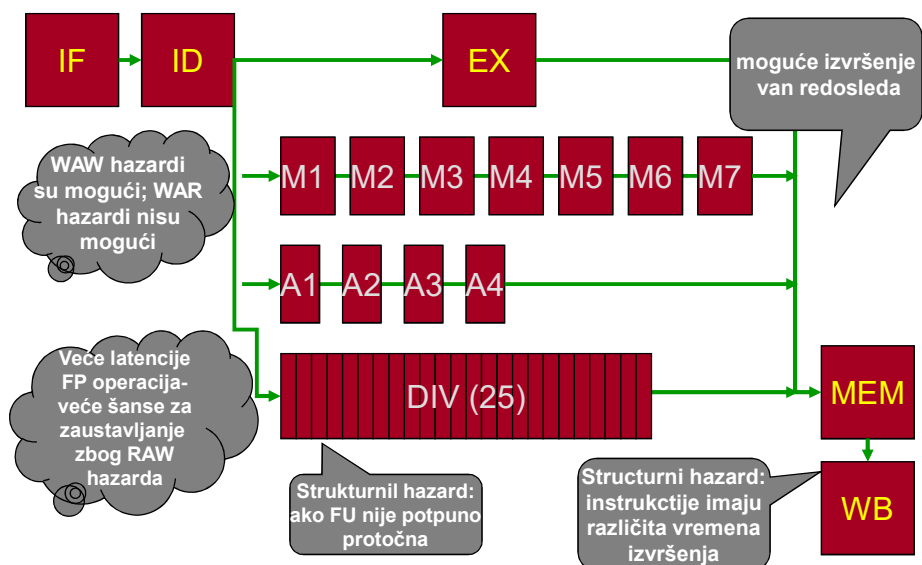 IF
ID
EX
moguće izvršenje
van redosleda
WAW hazardi
su mogući; WAR
hazardi nisu
mogući
M1
M2
M3
M4
M5
M6
M7
A1
A2
A3
A4
Veće latencije
FP operacija-
veće šanse za
zaustavljanje
zbog RAW
hazarda
DIV (25)
MEM
Strukturnil hazard:
ako FU nije potpuno
protočna
Structurni hazard:
instrukctije imaju
različita vremena
izvršenja
WB